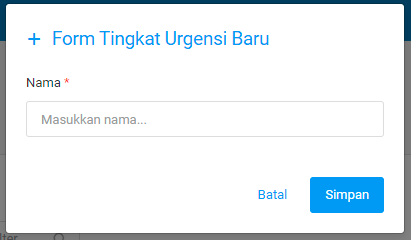 + Form Tingkat Urgensi Baru
Nama *
Masukkan nama...
Batal Simpan